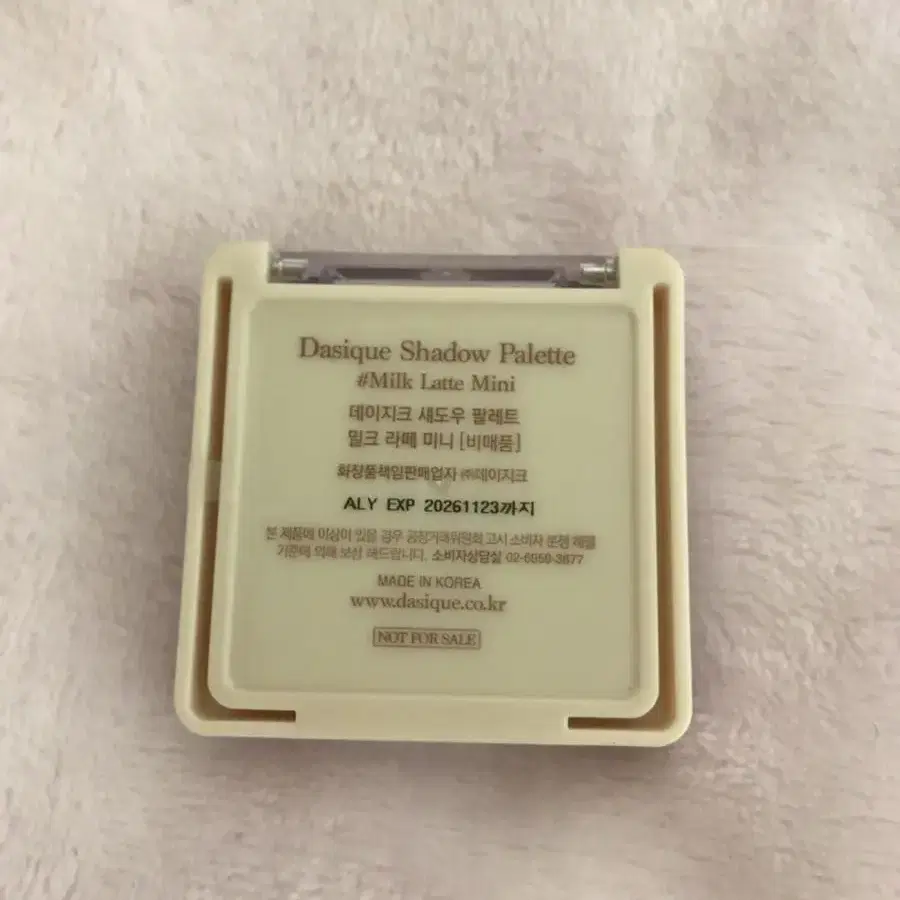 Dasique Shadow Palette
#Milk Latte Mini
데이지크 섀도우 팔레트
밀크 라떼 미니 [비매품]
화장품책임판매업자 ㈜데이지크
ALY EXP 20261123까지
본 제품에 이상이 있을 경우 공정거래위원회 고시 소비자 분쟁 해결
기준에 의해 보상 해드립니다. 소비자상담실 02-6959-3677
MADE IN KOREA
www.dasique.co.kr
NOT FOR SALE